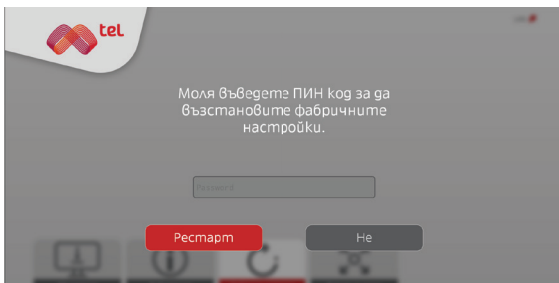 tel
Моля въведете ПИН код за да
възстановите фабричните
настройки.
Рестарт
Не